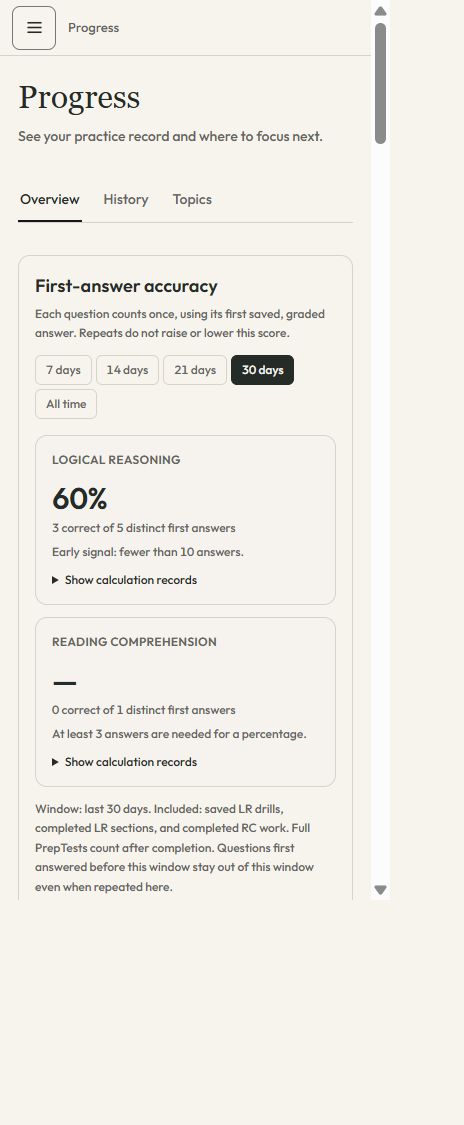 Progress
Progress
See your practice record and where to focus next.
Overview History Topics
First-answer accuracy
Each question counts once, using its first saved, graded
answer. Repeats do not raise or lower this score.
7 days 14 days 21 days 30 days
All time
LOGICAL REASONING
60%
3 correct of 5 distinct first answers
Early signal: fewer than 10 answers.
Show calculation records
READING COMPREHENSION
—
0 correct of 1 distinct first answers
At least 3 answers are needed for a percentage.
Show calculation records
Window: last 30 days. Included: saved LR drills,
completed LR sections, and completed RC work. Full
PrepTests count after completion. Questions first
answered before this window stay out of this window
even when repeated here.